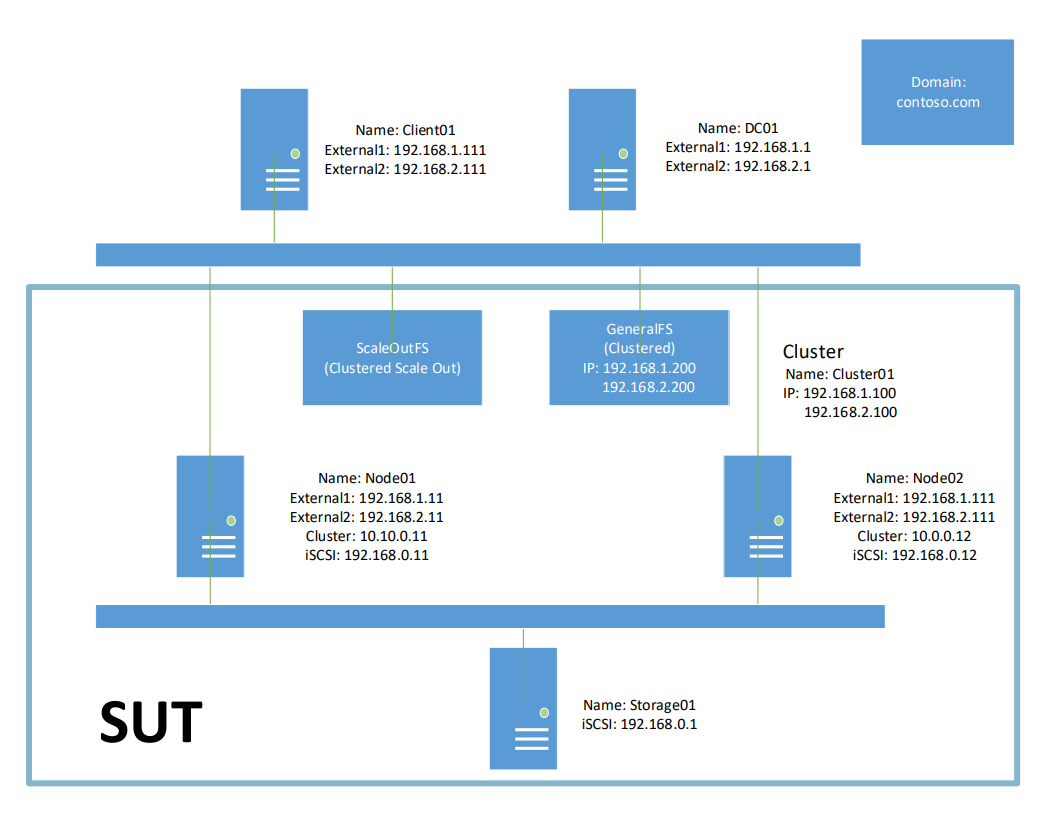 Domain:
contoso.com
Name: Client01
External1: 192.168.1.111
External2: 192.168.2.111
Name: DC01
External1: 192.168.1.1
External2: 192.168.2.1
ScaleOutFS
(Clustered Scale Out)
GeneralFS
(Clustered)
IP: 192.168.1.200
192.168.2.200
Cluster
Name: Cluster01
IP: 192.168.1.100
192.168.2.100
Name: Node01
External1: 192.168.1.11
External2: 192.168.2.11
Cluster: 10.10.0.11
iSCSI: 192.168.0.11
Name: Node02
External1: 192.168.1.111
External2: 192.168.2.111
Cluster: 10.0.0.12
iSCSI: 192.168.0.12
SUT
Name: Storage01
iSCSI: 192.168.0.1